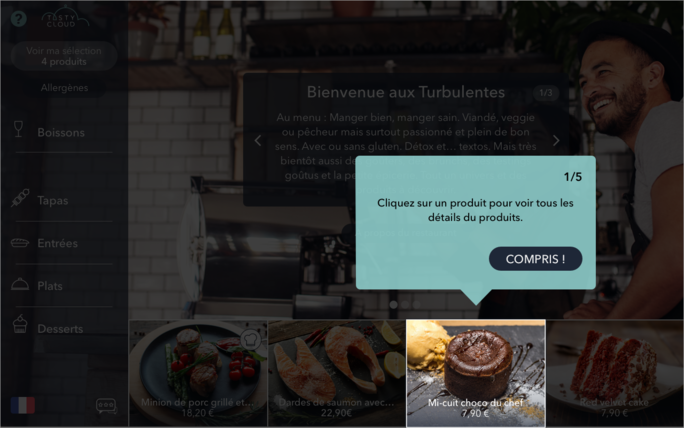 ?
TASTY
CLOUD
Voir ma sélection
4 produits
Allergènes
Boissons
Tapas
Entrées
Plats
Desserts
Bienvenue aux Turbulentes
1/3
Au menu : Manger bien, manger sain. Viandé, veggie
ou pêcheur mais surtout passionné et plein de bon
sens. Avec ou sans gluten. Détox et... textos. Mais très
bientôt aussi
goûtus et la
1/5
Cliquez sur un produit pour voir tous les
détails du produits.
COMPRIS !
Minion de porc grillé et...
18,20 €
Dardes de saumon avec...
22,90€
Mi-cuit choco du chef
7,90 €
Red velvet cake
7,90 €